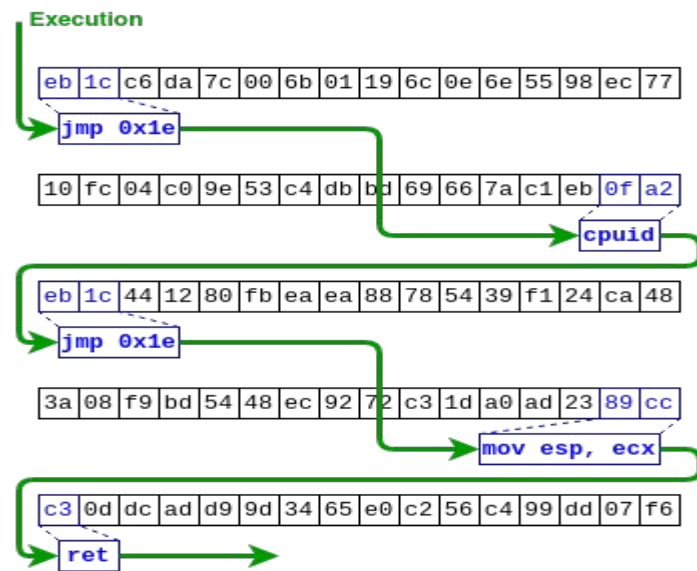 Execution
eb 1c c6 da 7c 00 6b 01 19 6c 0e 6e 55 98 ec 77
jmp 0x1e
10 fc 04 c0 9e 53 c4 db bd 69 66 7a c1 eb 0f a2
cpuid
eb 1c 44 12 80 fb ea ea 88 78 54 39 f1 24 ca 48
jmp 0x1e
3a 08 f9 bd 54 48 ec 92 72 c3 1d a0 ad 23 89 cc
mov esp, ecx
c3 0d dc ad d9 9d 34 65 e0 c2 56 c4 99 dd 07 f6
ret